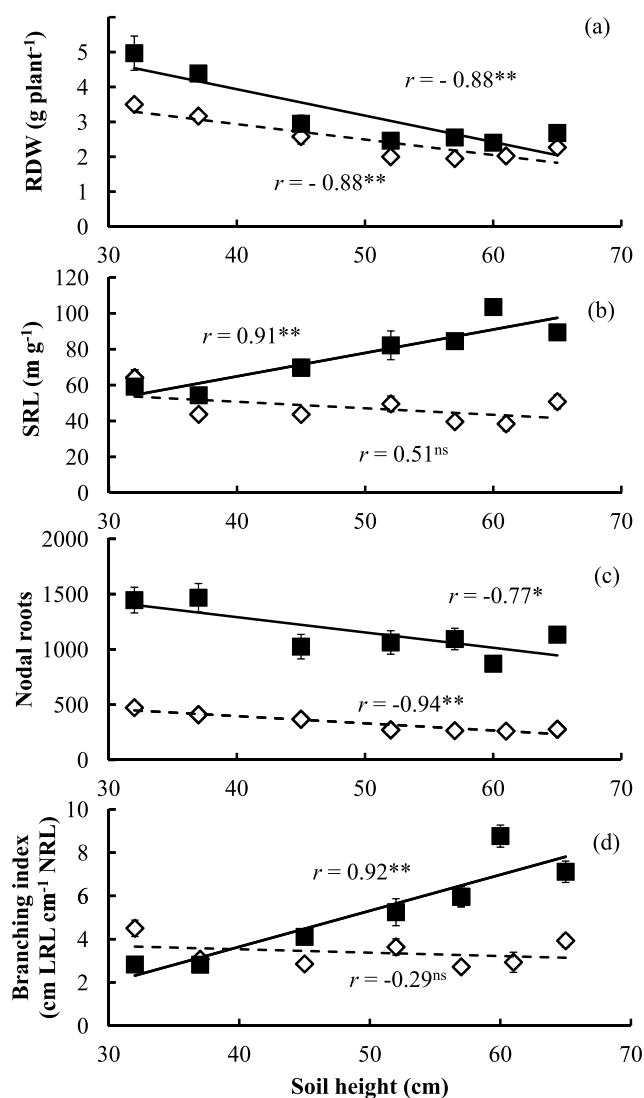 (a)
RDW (g plant⁻¹)
6
5
4
3
2
1
0
r = - 0.88**
r = - 0.88**
30 40 50 60 70
(b)
SRL (m g⁻¹)
120
100
80
60
40
20
0
r = 0.91**
r = 0.51ns
30 40 50 60 70
(c)
Nodal roots
2000
1500
1000
500
0
r = -0.77*
r = -0.94**
30 40 50 60 70
(d)
Branching index
(cm LRL cm⁻¹ NRL)
10
8
6
4
2
0
r = 0.92**
r = -0.29ns
30 40 50 60 70
Soil height (cm)